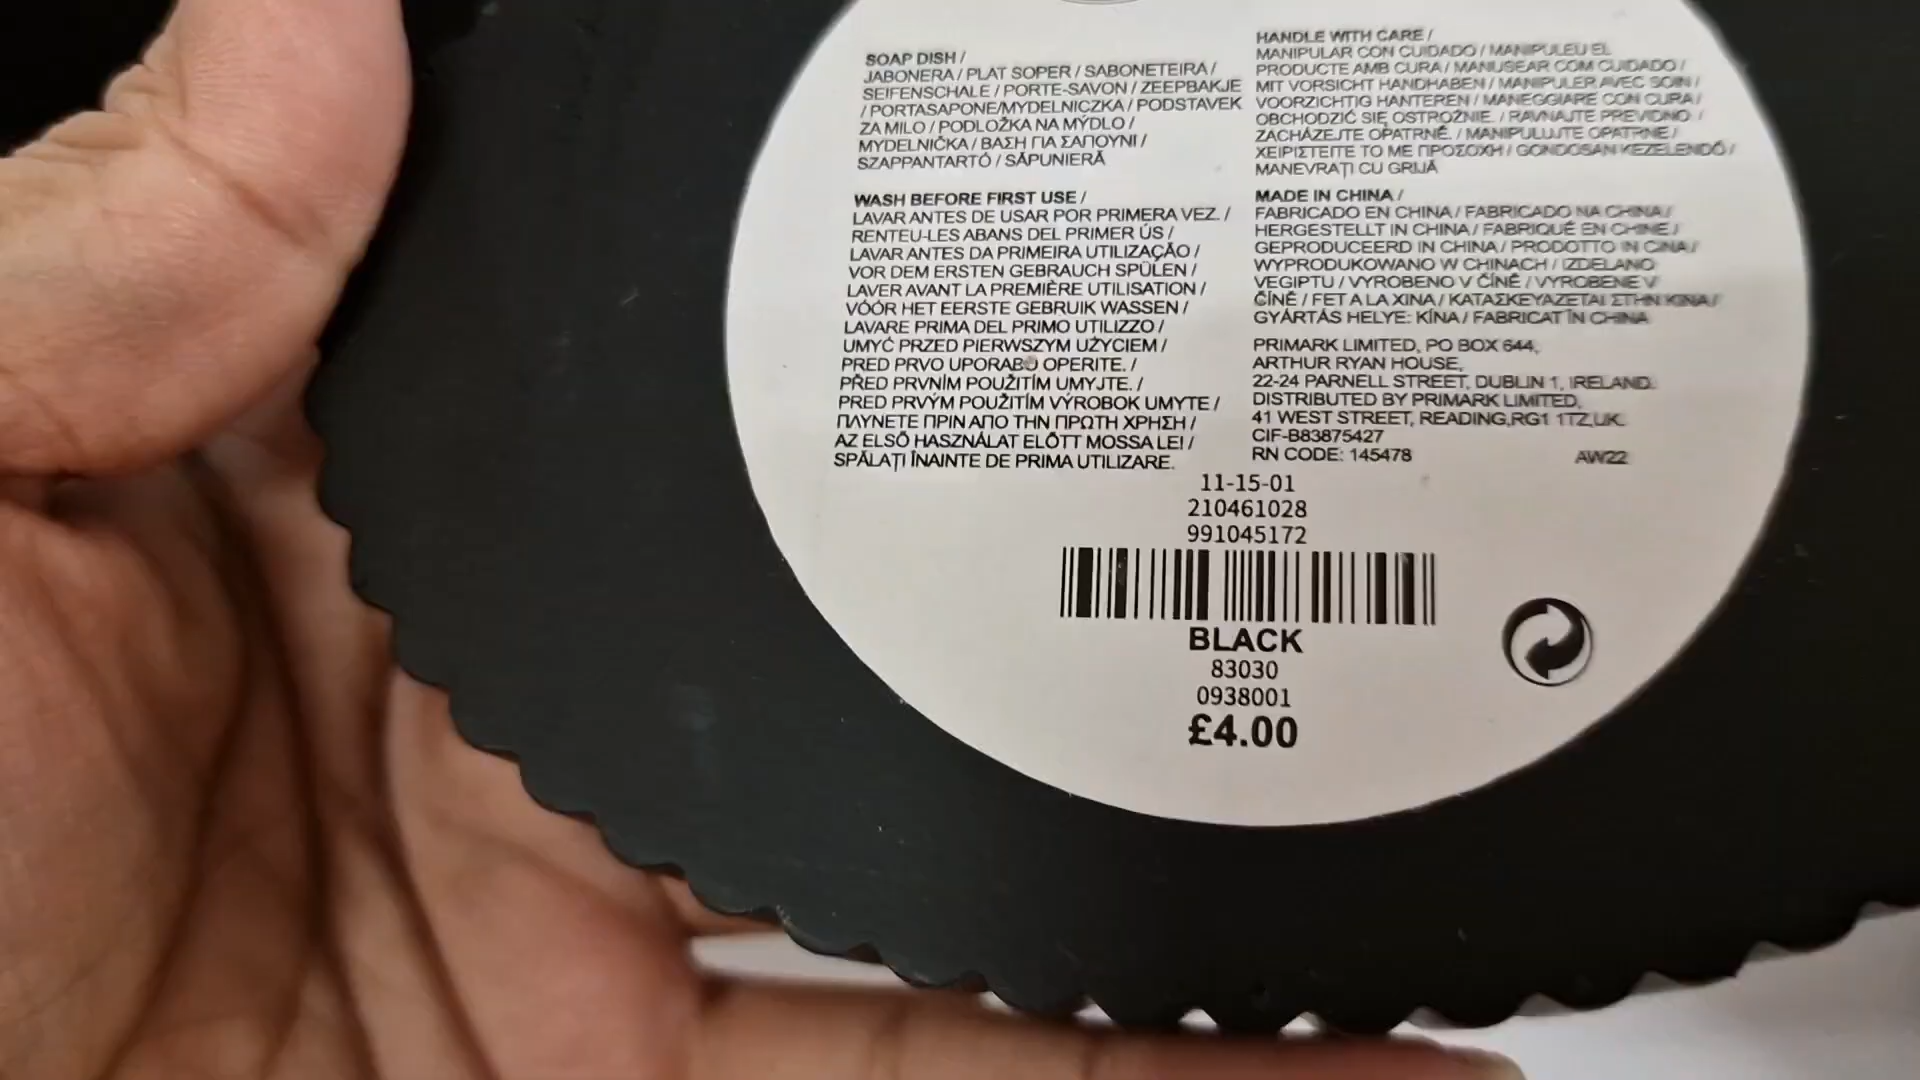 SOAP DISH /
JABONERA / PLAT SOPER / SABONETEIRA /
SEIFENSCHALE / PORTE-SAVON / ZEEPBAKJE
/ PORTASAPONE/MYDELNICZKA / PODSTAVEK
ZA MILO / PODLOŽKA NA MÝDLO /
MYDELNIČKA / ΒΑΣΗ ΓΙΑ ΣΑΠΟΥΝΙ /
SZAPPANTARTÓ / SĂPUNIERĂ
WASH BEFORE FIRST USE /
LAVAR ANTES DE USAR POR PRIMERA VEZ. /
RENTEU-LES ABANS DEL PRIMER ÚS /
LAVAR ANTES DA PRIMEIRA UTILIZAÇÃO /
VOR DEM ERSTEN GEBRAUCH SPÜLEN /
LAVER AVANT LA PREMIÈRE UTILISATION /
VÓÓR HET EERSTE GEBRUIK WASSEN /
LAVARE PRIMA DEL PRIMO UTILIZZO /
UMYĆ PRZED PIERWSZYM UŻYCIEM /
PRED PRVO UPORABO OPERITE. /
PŘED PRVNÍM POUŽITÍM UMYJTE. /
PRED PRVÝM POUŽITÍM VÝROBOK UMYTE /
ΠΛΥΝΕΤΕ ΠΡΙΝ ΑΠΟ ΤΗΝ ΠΡΩΤΗ ΧΡΗΣΗ /
AZ ELSŐ HASZNÁLAT ELŐTT MOSSA LE! /
SPĂLAȚI ÎNAINTE DE PRIMA UTILIZARE.
HANDLE WITH CARE /
MANIPULAR CON CUIDADO / MANIPULEU EL
PRODUCTE AMB CURA / MANUSEAR COM CUIDADO /
MIT VORSICHT HANDHABEN / MANIPULER AVEC SOIN /
VOORZICHTIG HANTEREN / MANEGGIARE CON CURA /
OBCHODZIĆ SIĘ OSTROŻNIE. / RAVNAJTE PREVIDNO. /
ZACHÁZEJTE OPATRNĚ. / MANIPULUJTE OPATRNE /
ΧΕΙΡΙΣΤΕΙΤΕ ΤΟ ΜΕ ΠΡΟΣΟΧΗ / GONDOSAN KEZELENDŐ /
MANEVRAȚI CU GRIJĂ
MADE IN CHINA /
FABRICADO EN CHINA / FABRICADO NA CHINA /
HERGESTELLT IN CHINA / FABRIQUÉ EN CHINE /
GEPRODUCEERD IN CHINA / PRODOTTO IN CINA /
WYPRODUKOWANO W CHINACH / IZDELANO
VEGIPTU / VYROBENO V ČÍNĚ / VYROBENE V
ČÍNE / FET A LA XINA / ΚΑΤΑΣΚΕΥΑΖΕΤΑΙ ΣΤΗΝ ΚΙΝΑ /
GYÁRTÁS HELYE: KÍNA / FABRICAT ÎN CHINA
PRIMARK LIMITED, PO BOX 644,
ARTHUR RYAN HOUSE,
22-24 PARNELL STREET, DUBLIN 1, IRELAND.
DISTRIBUTED BY PRIMARK LIMITED,
41 WEST STREET, READING,RG1 1TZ,UK.
CIF-B83875427
RN CODE: 145478 AW22
11-15-01
210461028
991045172
BLACK
83030
0938001
£4.00